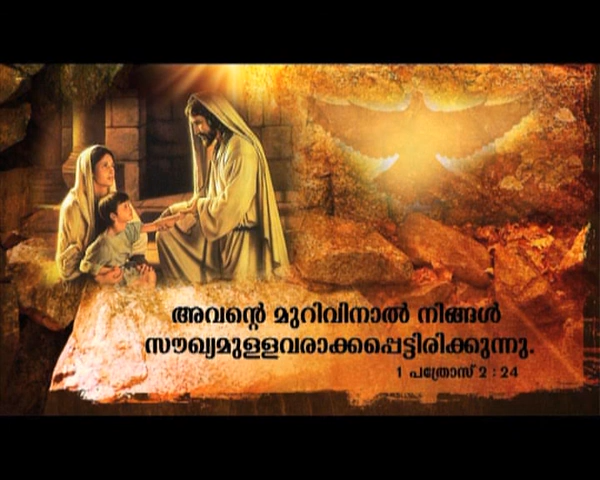 അവന്റെ മുറിവിനാൽ നിങ്ങൾ
സൗഖ്യമുള്ളവരാക്കപ്പെട്ടിരിക്കുന്നു.
1 പത്രോസ് 2 : 24